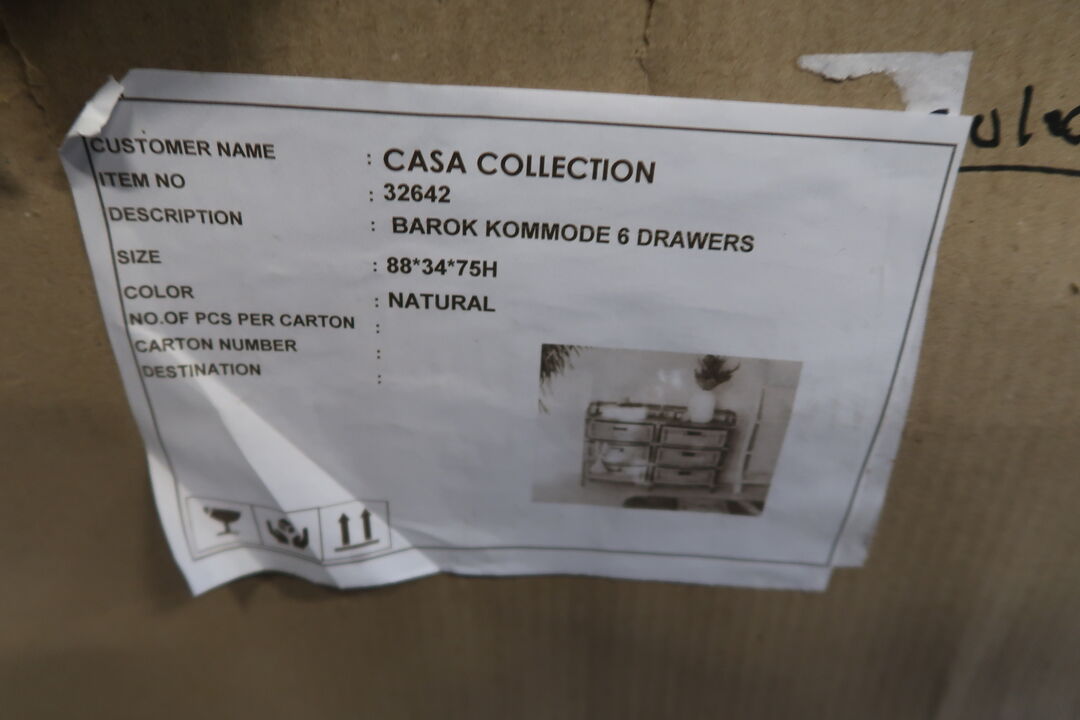 CUSTOMER NAME : CASA COLLECTION
ITEM NO : 32642
DESCRIPTION : BAROK KOMMODE 6 DRAWERS
SIZE : 88*34*75H
COLOR : NATURAL
NO.OF PCS PER CARTON :
CARTON NUMBER :
DESTINATION :